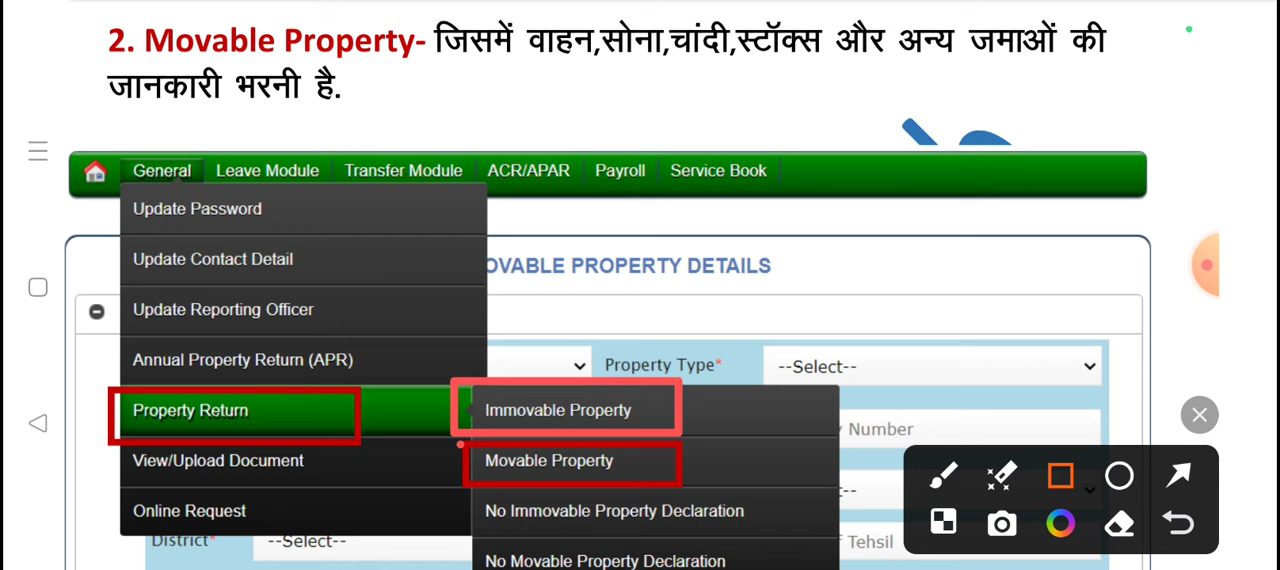 2. Movable Property- जिसमें वाहन,सोना,चांदी,स्टॉक्स और अन्य जमाओं की
जानकारी भरनी है.
General Leave Module Transfer Module ACR/APAR Payroll Service Book
Update Password
Update Contact Detail
OVABLE PROPERTY DETAILS
Update Reporting Officer
Annual Property Return (APR)
Property Type* --Select--
Property Return
Immovable Property
Number
View/Upload Document
Movable Property
Online Request
No Immovable Property Declaration
District* --Select--
Tehsil
No Movable Property Declaration